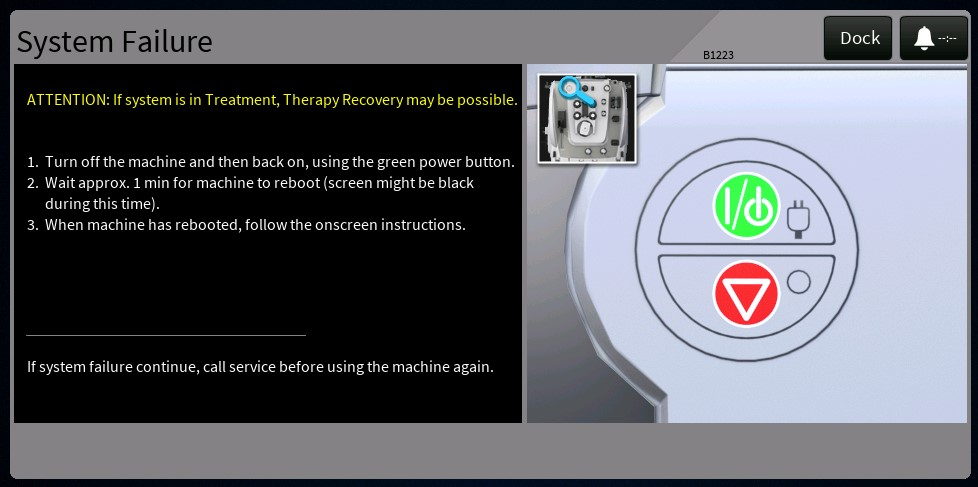 System Failure
B1223
Dock
--:--
ATTENTION: If system is in Treatment, Therapy Recovery may be possible.
1. Turn off the machine and then back on, using the green power button.
2. Wait approx. 1 min for machine to reboot (screen might be black
during this time).
3. When machine has rebooted, follow the onscreen instructions.
If system failure continue, call service before using the machine again.